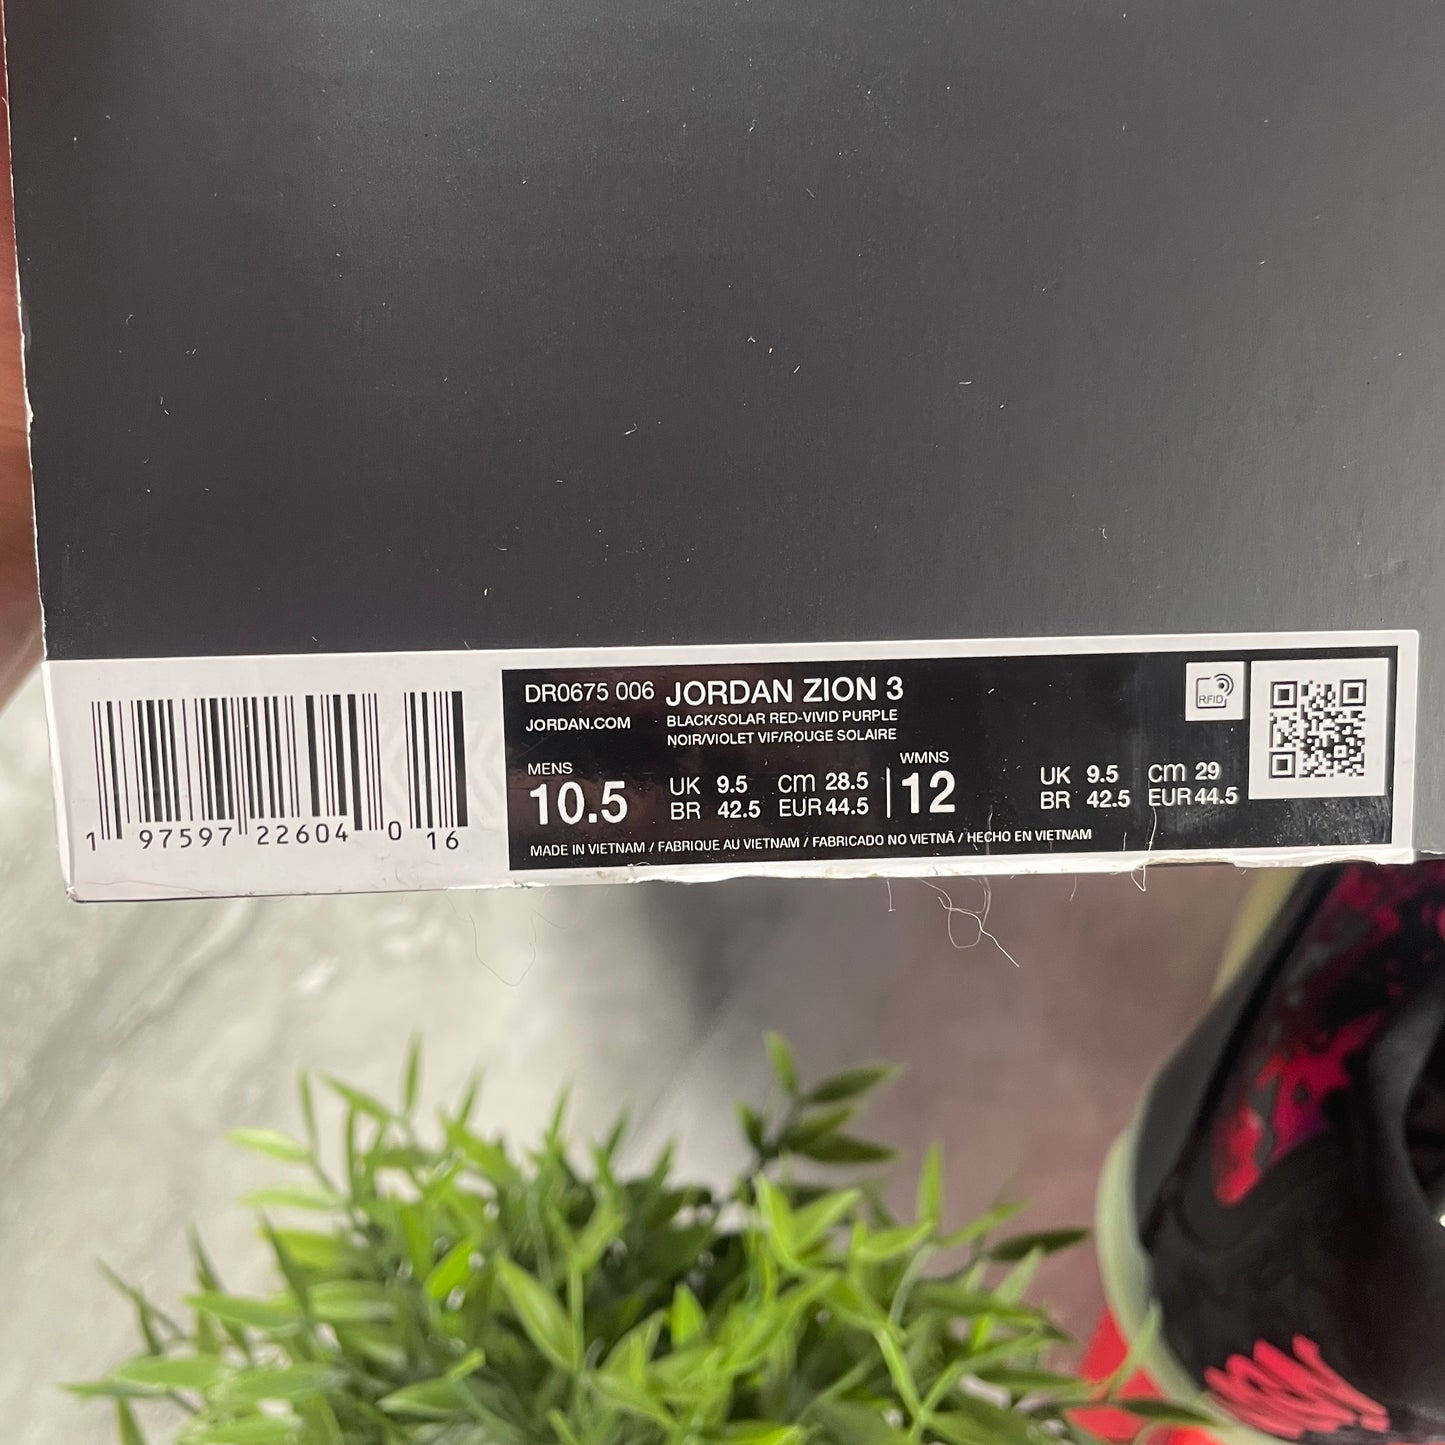 DR0675 006 JORDAN ZION 3
JORDAN.COM BLACK/SOLAR RED-VIVID PURPLE
NOIR/VIOLET VIF/ROUGE SOLAIRE
RFID
MENS
10.5
UK 9.5 CM 28.5
BR 42.5 EUR 44.5
WMNS
12
UK 9.5 CM 29
BR 42.5 EUR 44.5
MADE IN VIETNAM / FABRIQUE AU VIETNAM / FABRICADO NO VIETNÃ / HECHO EN VIETNAM
1 97597 22604 0 16